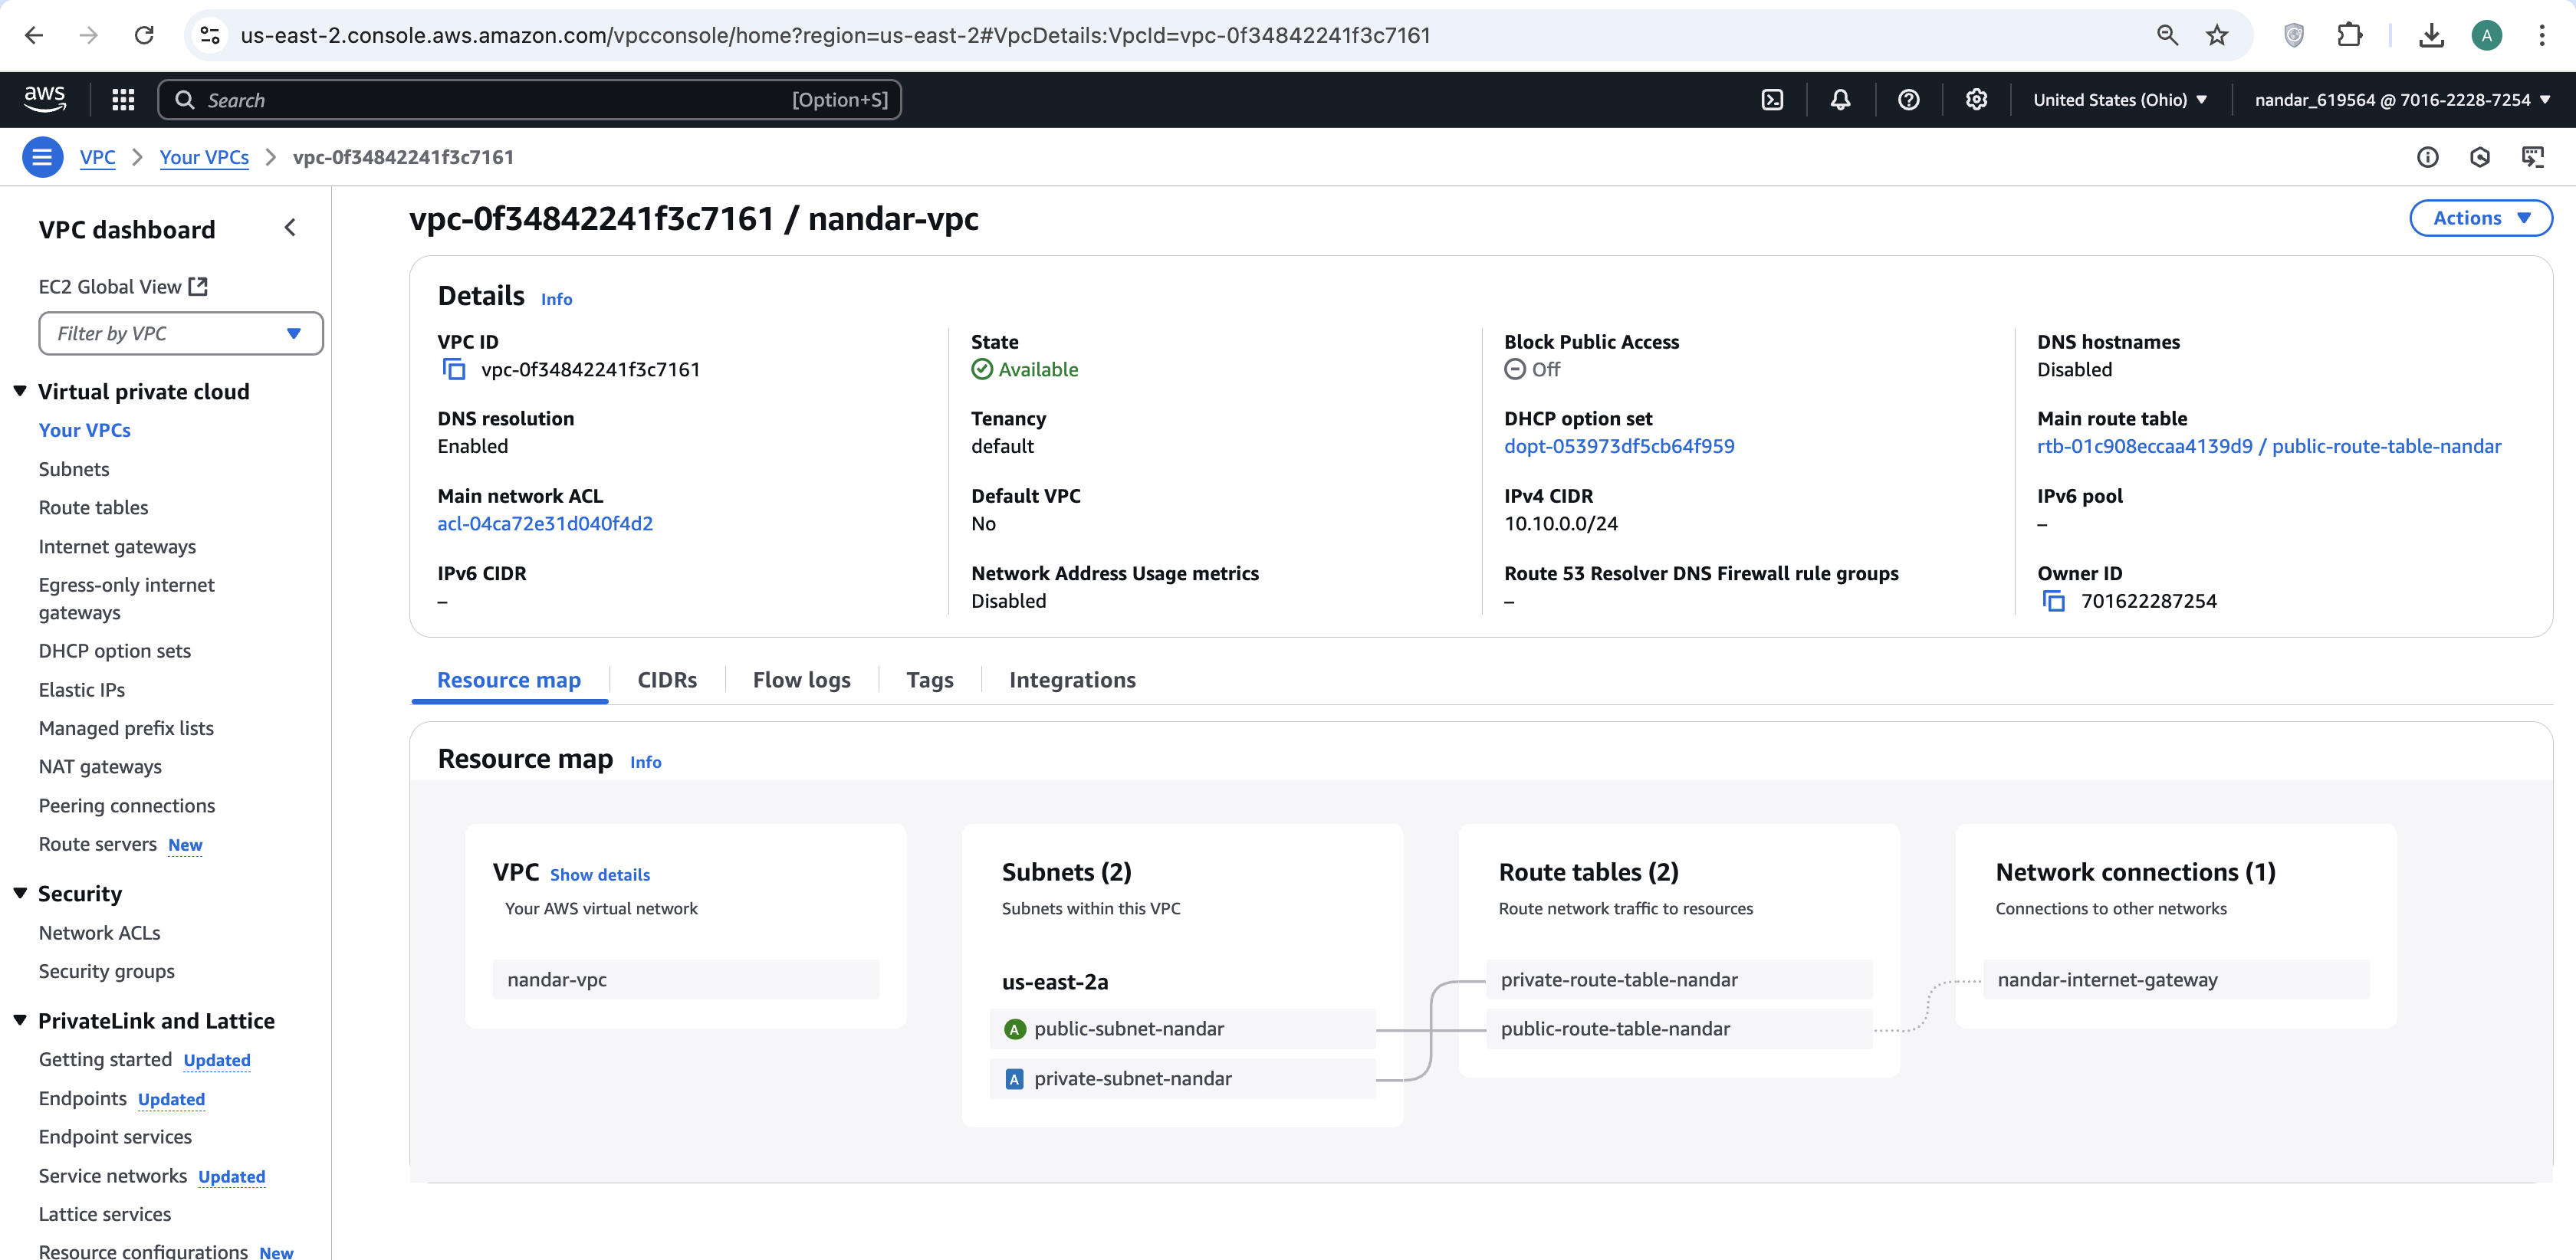 us-east-2.console.aws.amazon.com/vpcconsole/home?region=us-east-2#VpcDetails:VpcId=vpc-0f34842241f3c7161
A
aws
Search
[Option+S]
United States (Ohio)
nandar_619564 @ 7016-2228-7254
VPC
Your VPCs
vpc-0f34842241f3c7161
VPC dashboard
EC2 Global View
Filter by VPC
Virtual private cloud
Your VPCs
Subnets
Route tables
Internet gateways
Egress-only internet
gateways
DHCP option sets
Elastic IPs
Managed prefix lists
NAT gateways
Peering connections
Route servers New
Security
Network ACLs
Security groups
PrivateLink and Lattice
Getting started Updated
Endpoints Updated
Endpoint services
Service networks Updated
Lattice services
Resource configurations New
vpc-0f34842241f3c7161 / nandar-vpc
Actions
Details Info
VPC ID
vpc-0f34842241f3c7161
State
Available
Block Public Access
Off
DNS hostnames
Disabled
DNS resolution
Enabled
Tenancy
default
DHCP option set
dopt-053973df5cb64f959
Main route table
rtb-01c908eccaa4139d9 / public-route-table-nandar
Main network ACL
acl-04ca72e31d040f4d2
Default VPC
No
IPv4 CIDR
10.10.0.0/24
IPv6 pool
–
IPv6 CIDR
–
Network Address Usage metrics
Disabled
Route 53 Resolver DNS Firewall rule groups
–
Owner ID
701622287254
Resource map
CIDRs
Flow logs
Tags
Integrations
Resource map Info
VPC Show details
Your AWS virtual network
nandar-vpc
Subnets (2)
Subnets within this VPC
us-east-2a
A public-subnet-nandar
A private-subnet-nandar
Route tables (2)
Route network traffic to resources
private-route-table-nandar
public-route-table-nandar
Network connections (1)
Connections to other networks
nandar-internet-gateway